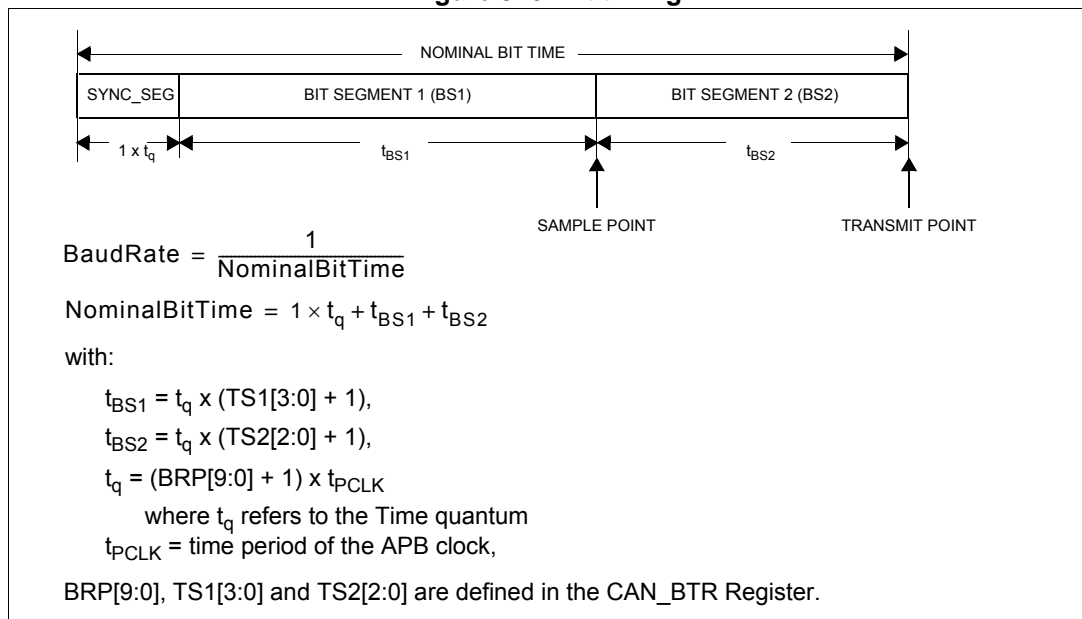 NOMINAL BIT TIME
SYNC_SEG BIT SEGMENT 1 (BS1) BIT SEGMENT 2 (BS2)
1 x tq tBS1 tBS2
SAMPLE POINT TRANSMIT POINT
BaudRate = 1 / NominalBitTime
NominalBitTime = 1 × tq + tBS1 + tBS2
with:
tBS1 = tq x (TS1[3:0] + 1),
tBS2 = tq x (TS2[2:0] + 1),
tq = (BRP[9:0] + 1) x tPCLK
where tq refers to the Time quantum
tPCLK = time period of the APB clock,
BRP[9:0], TS1[3:0] and TS2[2:0] are defined in the CAN_BTR Register.